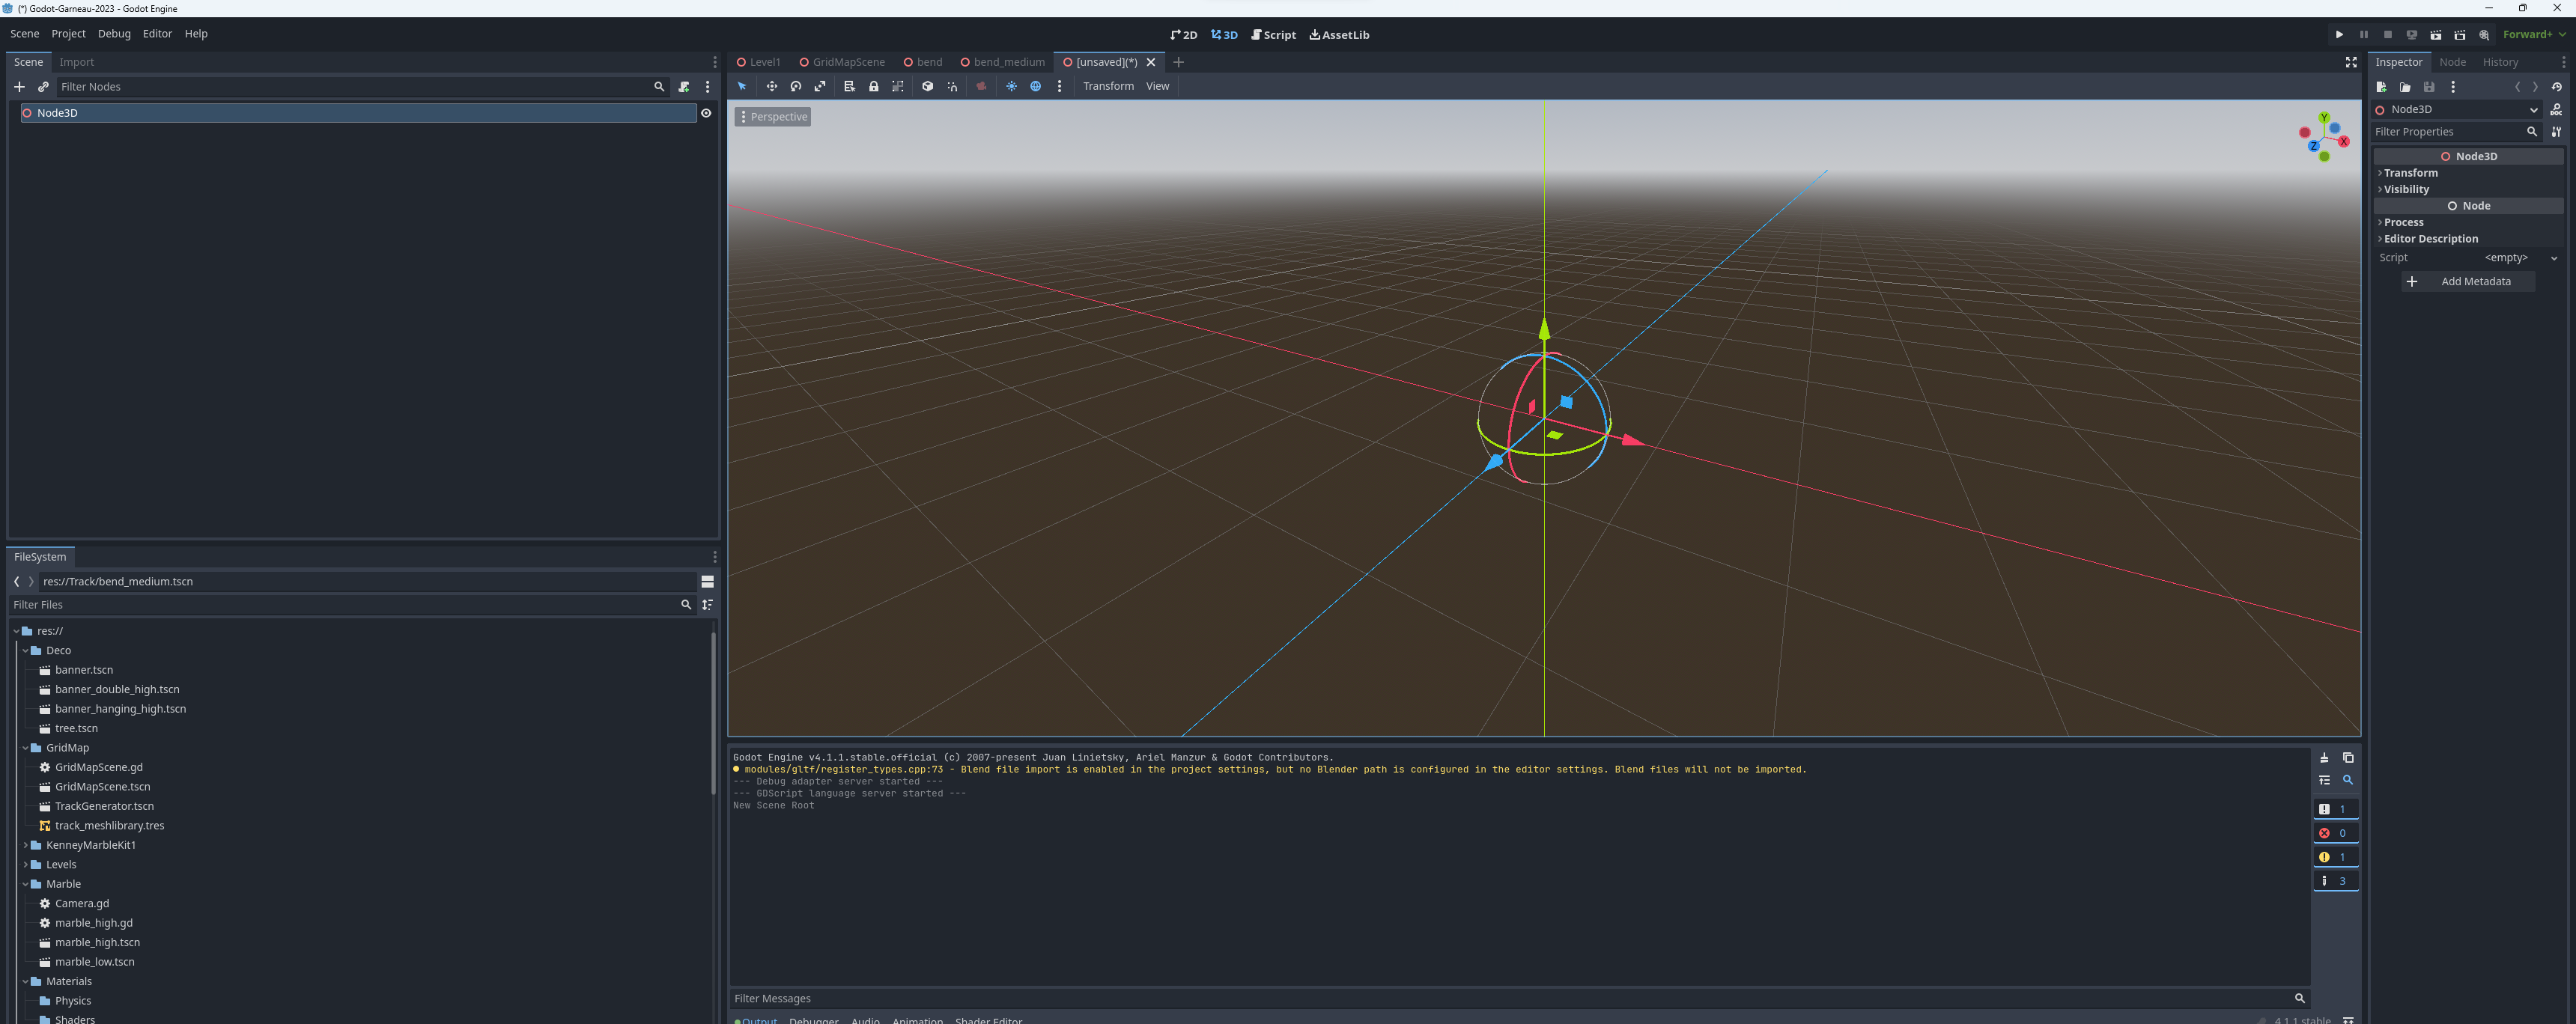 (*) Godot-Garneau-2023 - Godot Engine
Scene Project Debug Editor Help
2D 3D Script AssetLib
Forward+
Scene Import
Filter Nodes
Node3D
Level1 GridMapScene bend bend_medium [unsaved](*)
Transform View
Perspective
Y
X
Z
Inspector Node History
Node3D
Filter Properties
Node3D
Transform
Visibility
Node
Process
Editor Description
Script <empty>
Add Metadata
FileSystem
res://Track/bend_medium.tscn
Filter Files
res://
Deco
banner.tscn
banner_double_high.tscn
banner_hanging_high.tscn
tree.tscn
GridMap
GridMapScene.gd
GridMapScene.tscn
TrackGenerator.tscn
track_meshlibrary.tres
KenneyMarbleKit1
Levels
Marble
Camera.gd
marble_high.gd
marble_high.tscn
marble_low.tscn
Materials
Physics
Shaders
Godot Engine v4.1.1.stable.official (c) 2007-present Juan Linietsky, Ariel Manzur & Godot Contributors.
modules/gltf/register_types.cpp:73 - Blend file import is enabled in the project settings, but no Blender path is configured in the editor settings. Blend files will not be imported.
--- Debug adapter server started ---
--- GDScript language server started ---
New Scene Root
1
0
1
3
Filter Messages
Output Debugger Audio Animation Shader Editor
4.1.1.stable